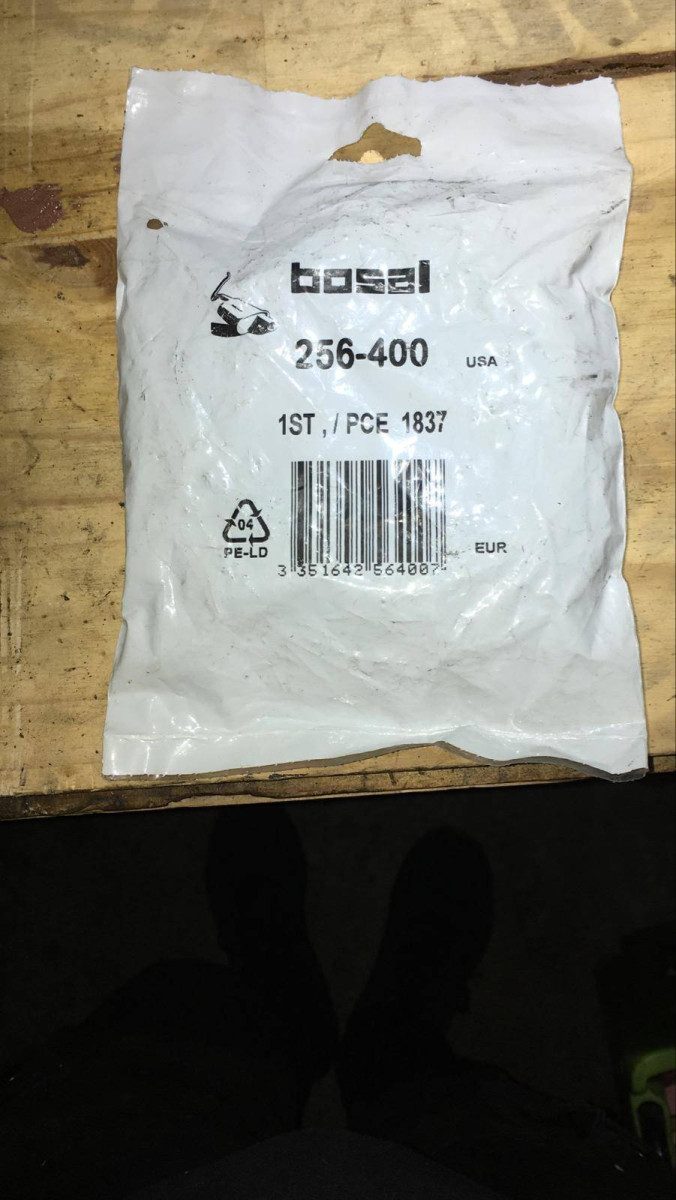 bosal
256-400
USA
1ST , / PCE 1837
04
PE-LD
EUR
3 351642 564007